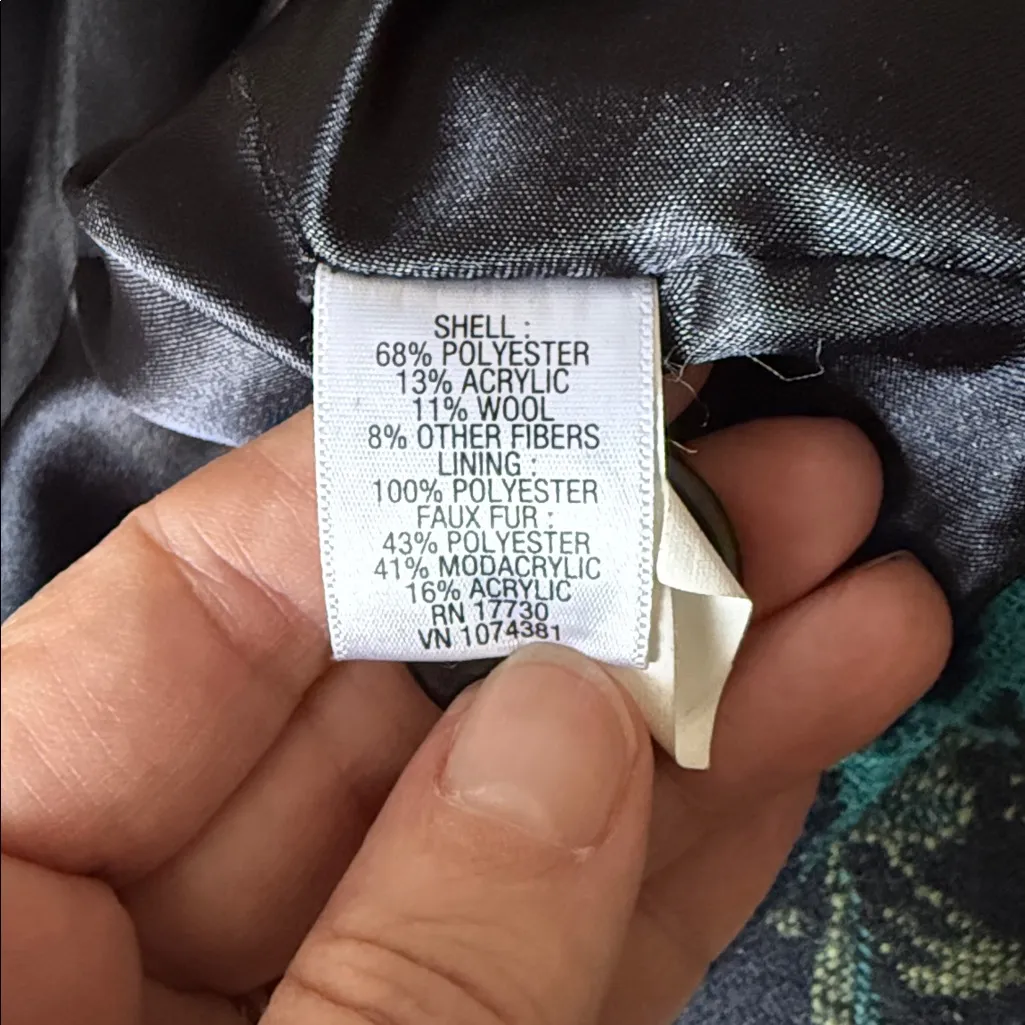 SHELL :
68% POLYESTER
13% ACRYLIC
11% WOOL
8% OTHER FIBERS
LINING :
100% POLYESTER
FAUX FUR :
43% POLYESTER
41% MODACRYLIC
16% ACRYLIC
RN 17730
VN 1074381